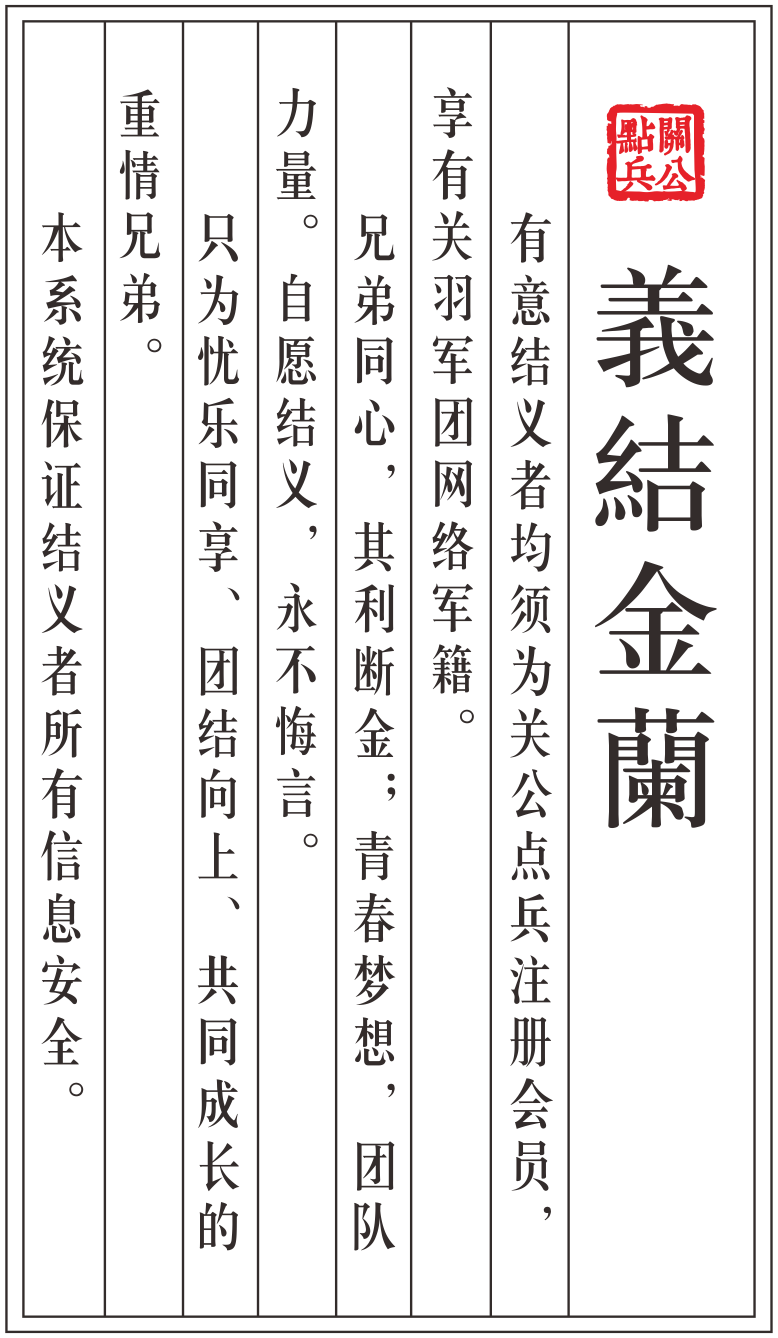 關公
點兵
義結金蘭
有意结义者均须为关公点兵注册会员，
享有关羽军团网络军籍。
兄弟同心，其利断金；青春梦想，团队
力量。自愿结义，永不悔言。
只为忧乐同享、团结向上、共同成长的
重情兄弟。
本系统保证结义者所有信息安全。